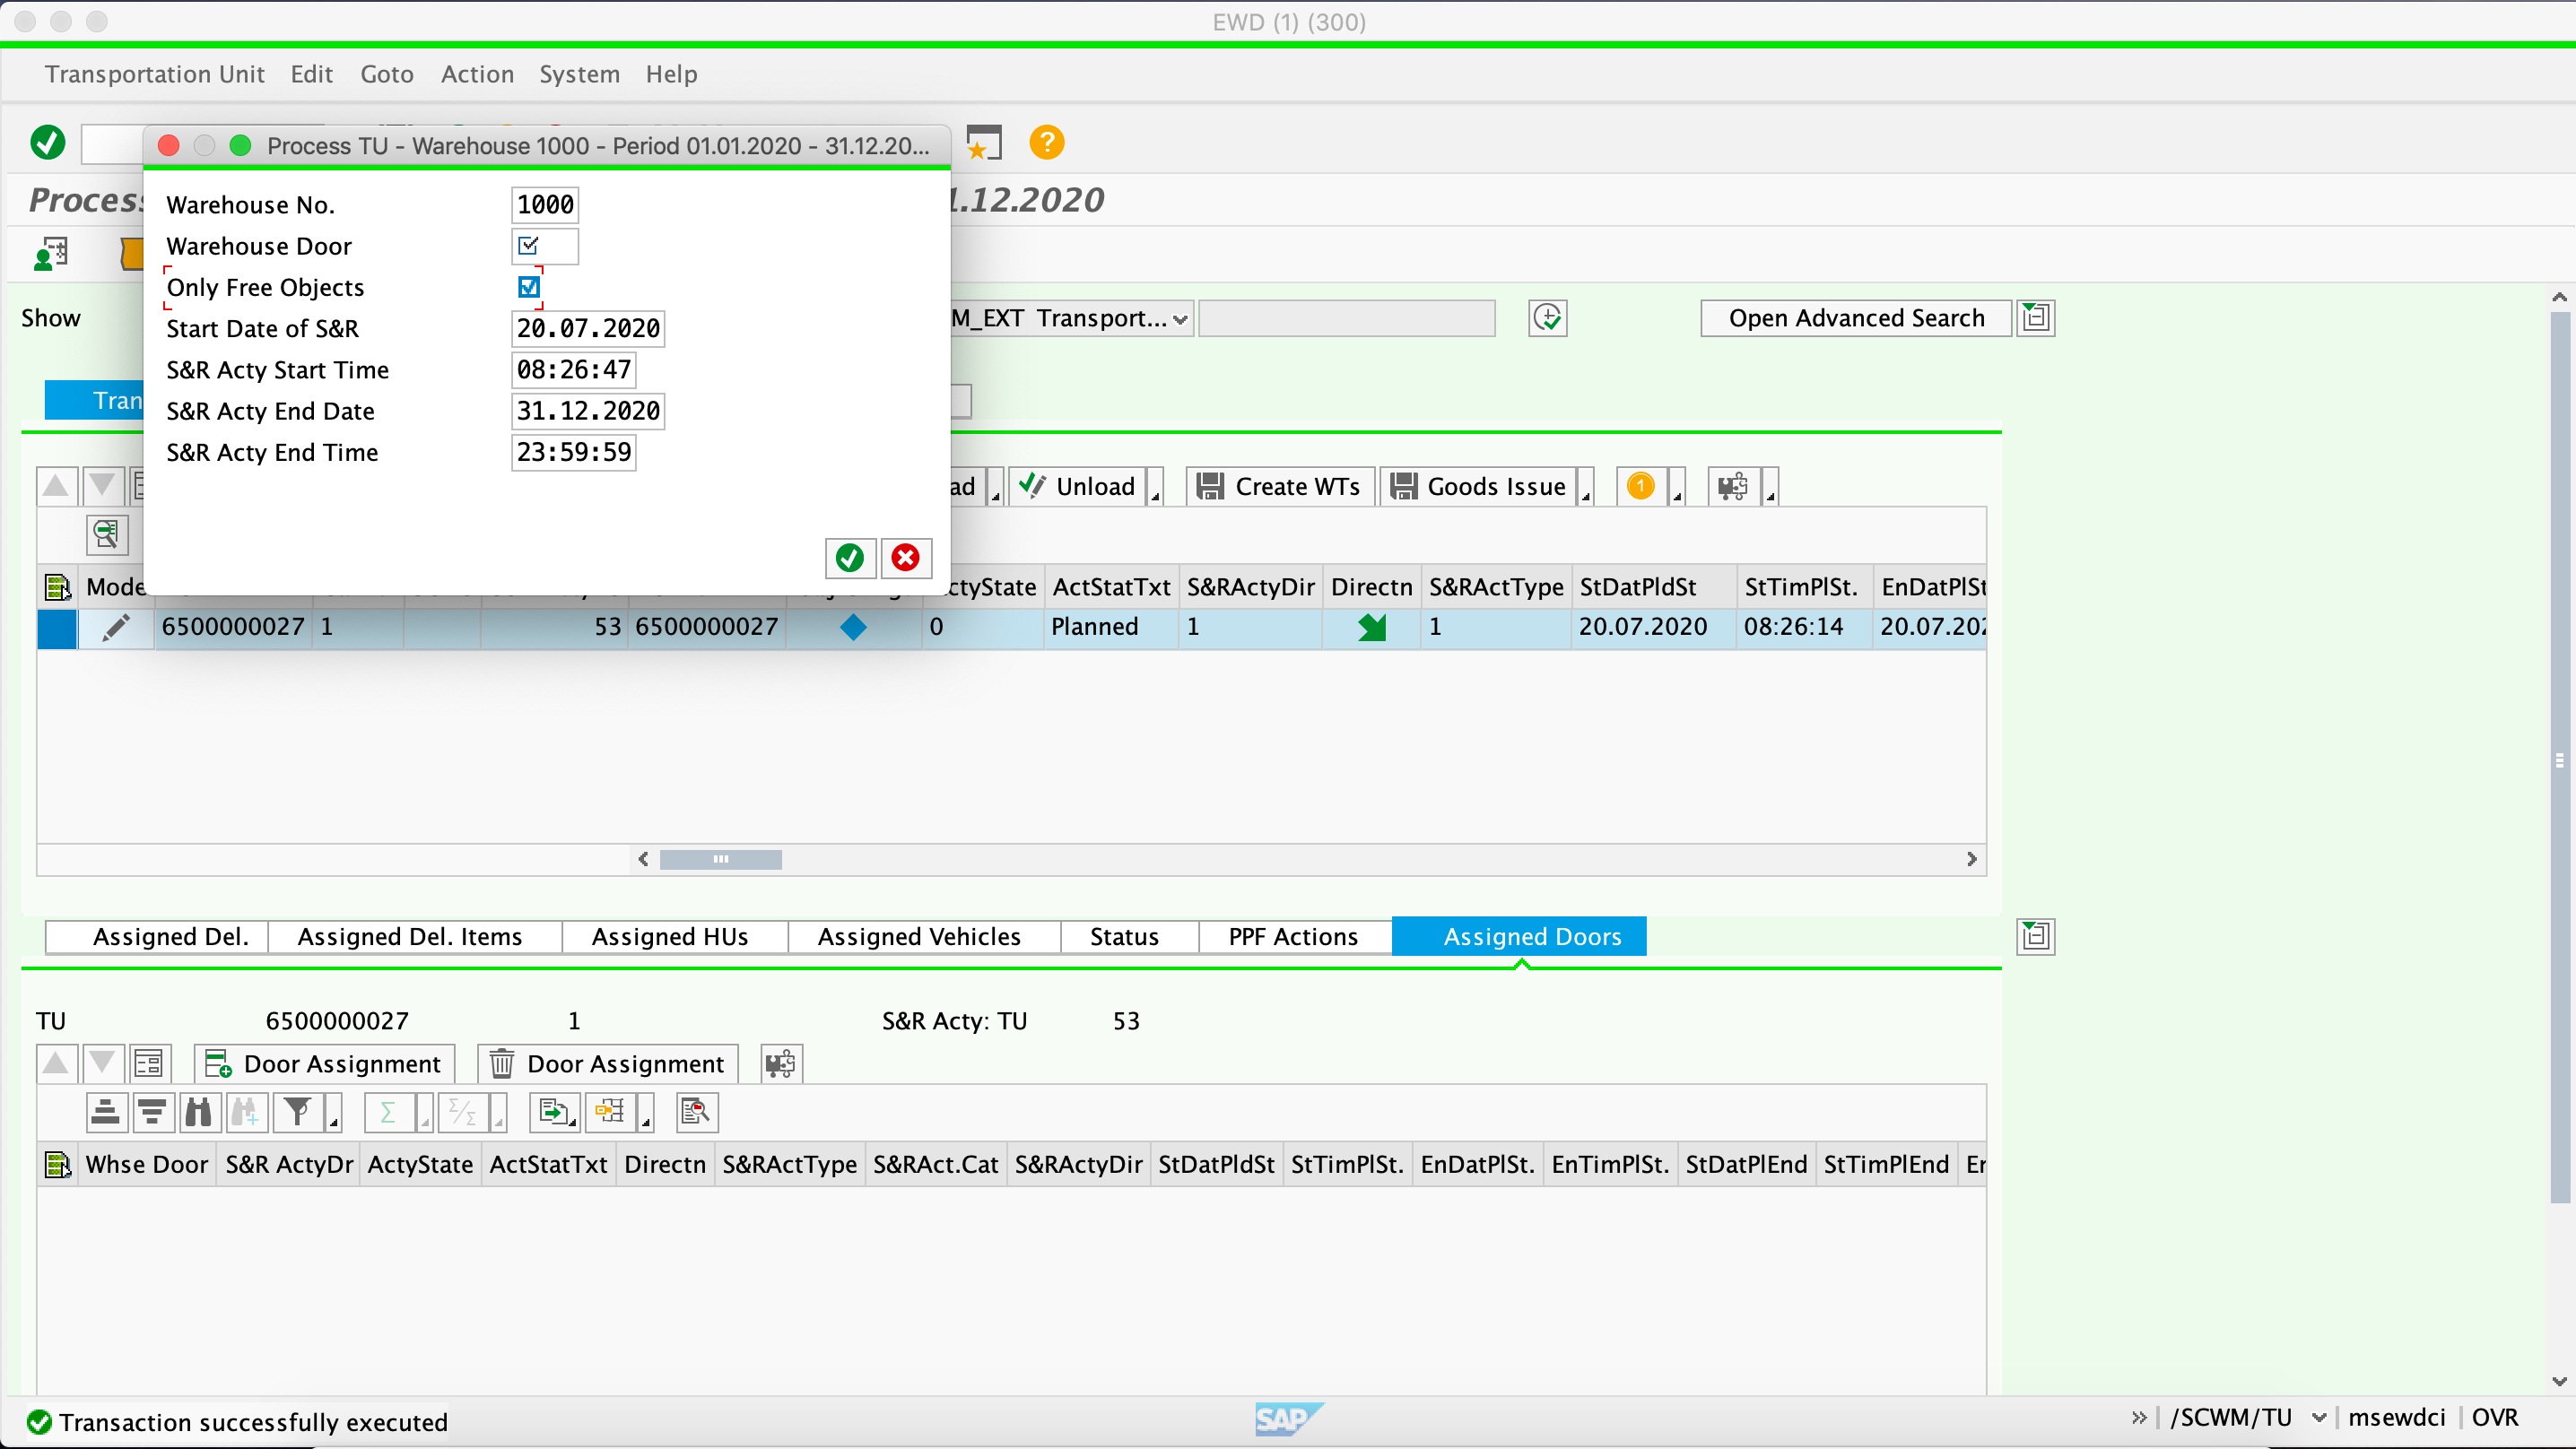 EWD (1) (300)
Transportation Unit Edit Goto Action System Help
Process TU - Warehouse 1000 - Period 01.01.2020 - 31.12.20...
Process 1.12.2020
Warehouse No. 1000
Warehouse Door
Only Free Objects
Start Date of S&R 20.07.2020
S&R Acty Start Time 08:26:47
S&R Acty End Date 31.12.2020
S&R Acty End Time 23:59:59
Show M_EXT Transport... Open Advanced Search
Tran
ad Unload Create WTs Goods Issue 1
Mode ctyState ActStatTxt S&RActyDir Directn S&RActType StDatPldSt StTimPlSt. EnDatPlSt
6500000027 1 53 6500000027 0 Planned 1 1 20.07.2020 08:26:14 20.07.202
Assigned Del. Assigned Del. Items Assigned HUs Assigned Vehicles Status PPF Actions Assigned Doors
TU 6500000027 1 S&R Acty: TU 53
Door Assignment Door Assignment
Whse Door S&R ActyDr ActyState ActStatTxt Directn S&RActType S&RAct.Cat S&RActyDir StDatPldSt StTimPlSt. EnDatPlSt. EnTimPlSt. StDatPlEnd StTimPlEnd Er
Transaction successfully executed SAP /SCWM/TU msewdci OVR